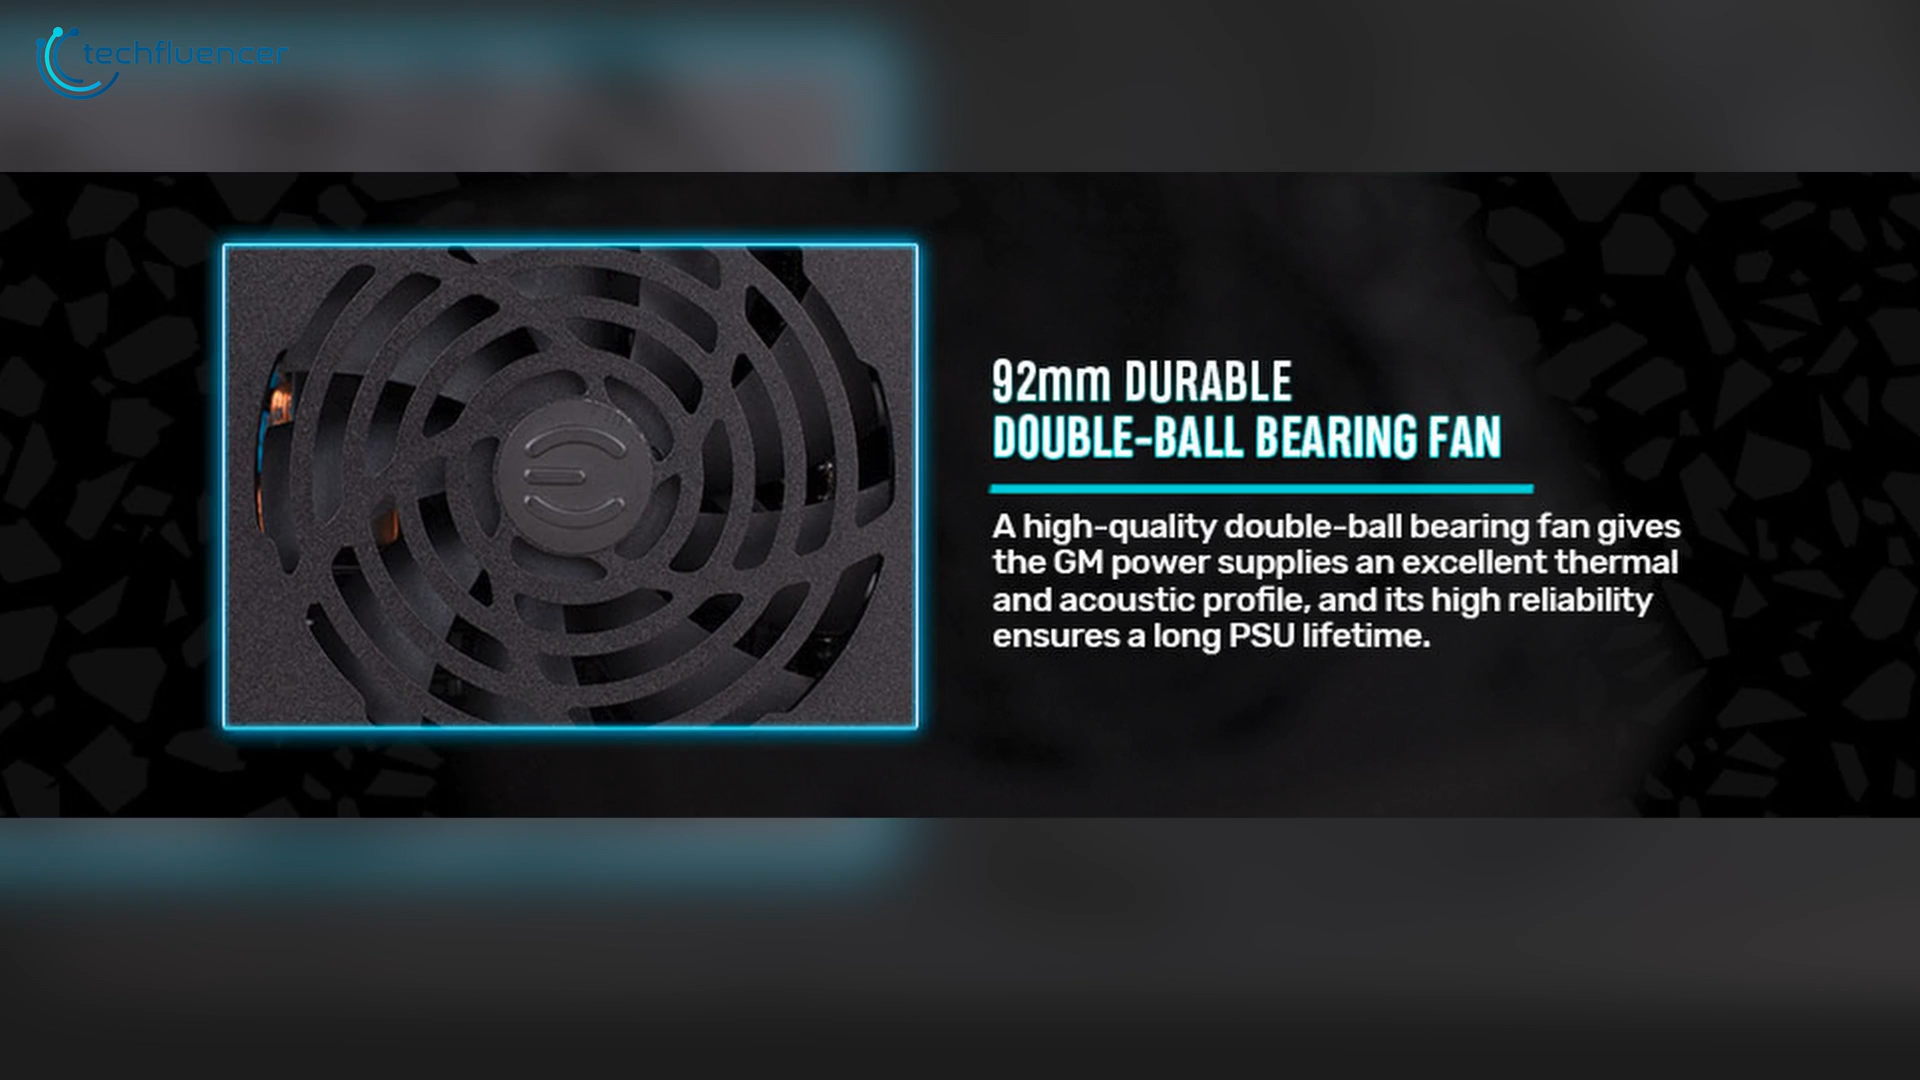 techfluencer
92mm DURABLE
DOUBLE-BALL BEARING FAN
A high-quality double-ball bearing fan gives
the GM power supplies an excellent thermal
and acoustic profile, and its high reliability
ensures a long PSU lifetime.